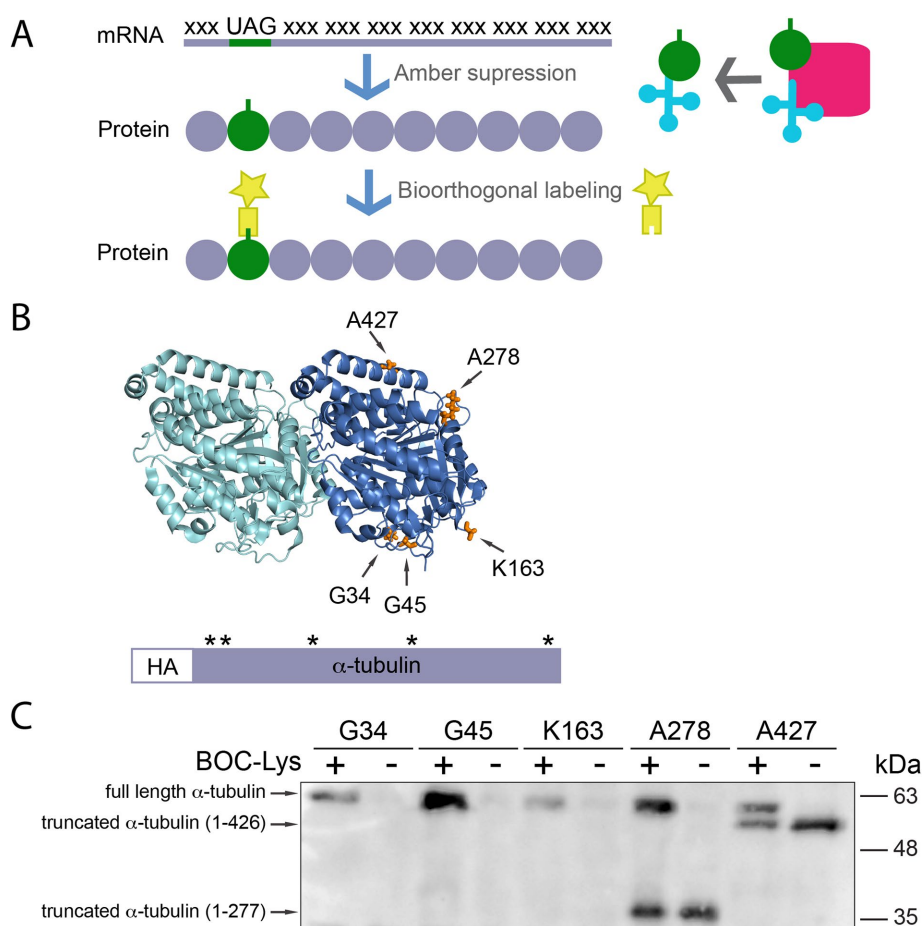 A
mRNA
xxx UAG xxx xxx xxx xxx xxx xxx xxx xxx
Amber supression
Protein
Bioorthogonal labeling
Protein
B
A427
A278
K163
G34
G45
** * * *
HA
α-tubulin
C
G34 G45 K163 A278 A427
BOC-Lys + - + - + - + - + - kDa
full length α-tubulin 63
truncated α-tubulin (1-426)
48
truncated α-tubulin (1-277) 35